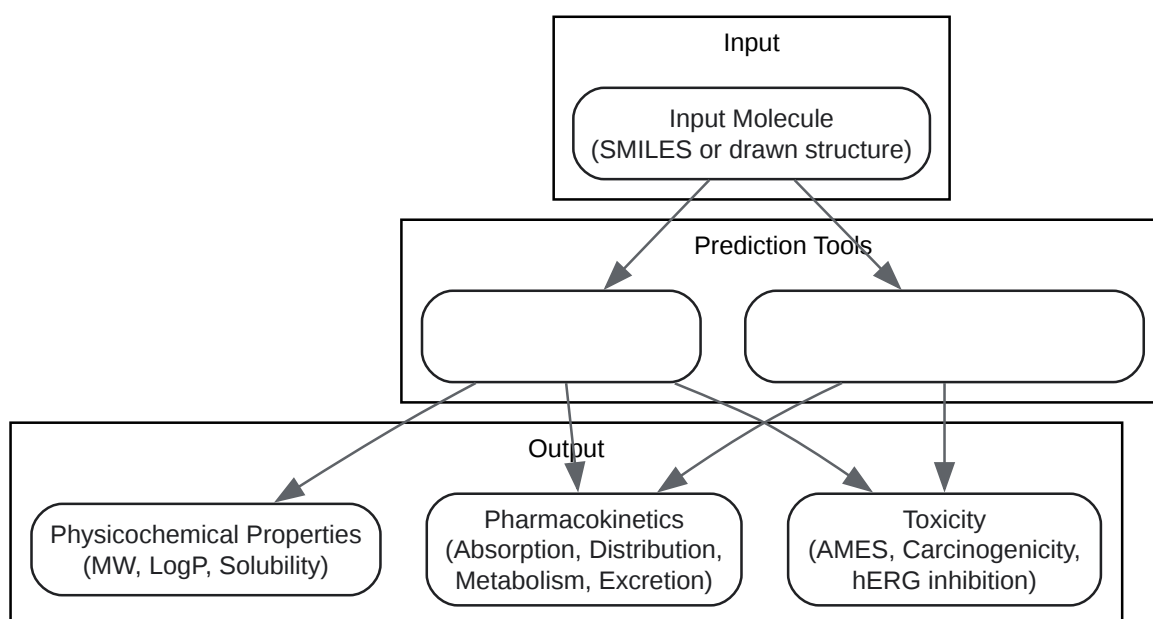 Input
Input Molecule
(SMILES or drawn structure)
Prediction Tools
Output
Physicochemical Properties
(MW, LogP, Solubility)
Pharmacokinetics
(Absorption, Distribution,
Metabolism, Excretion)
Toxicity
(AMES, Carcinogenicity,
hERG inhibition)